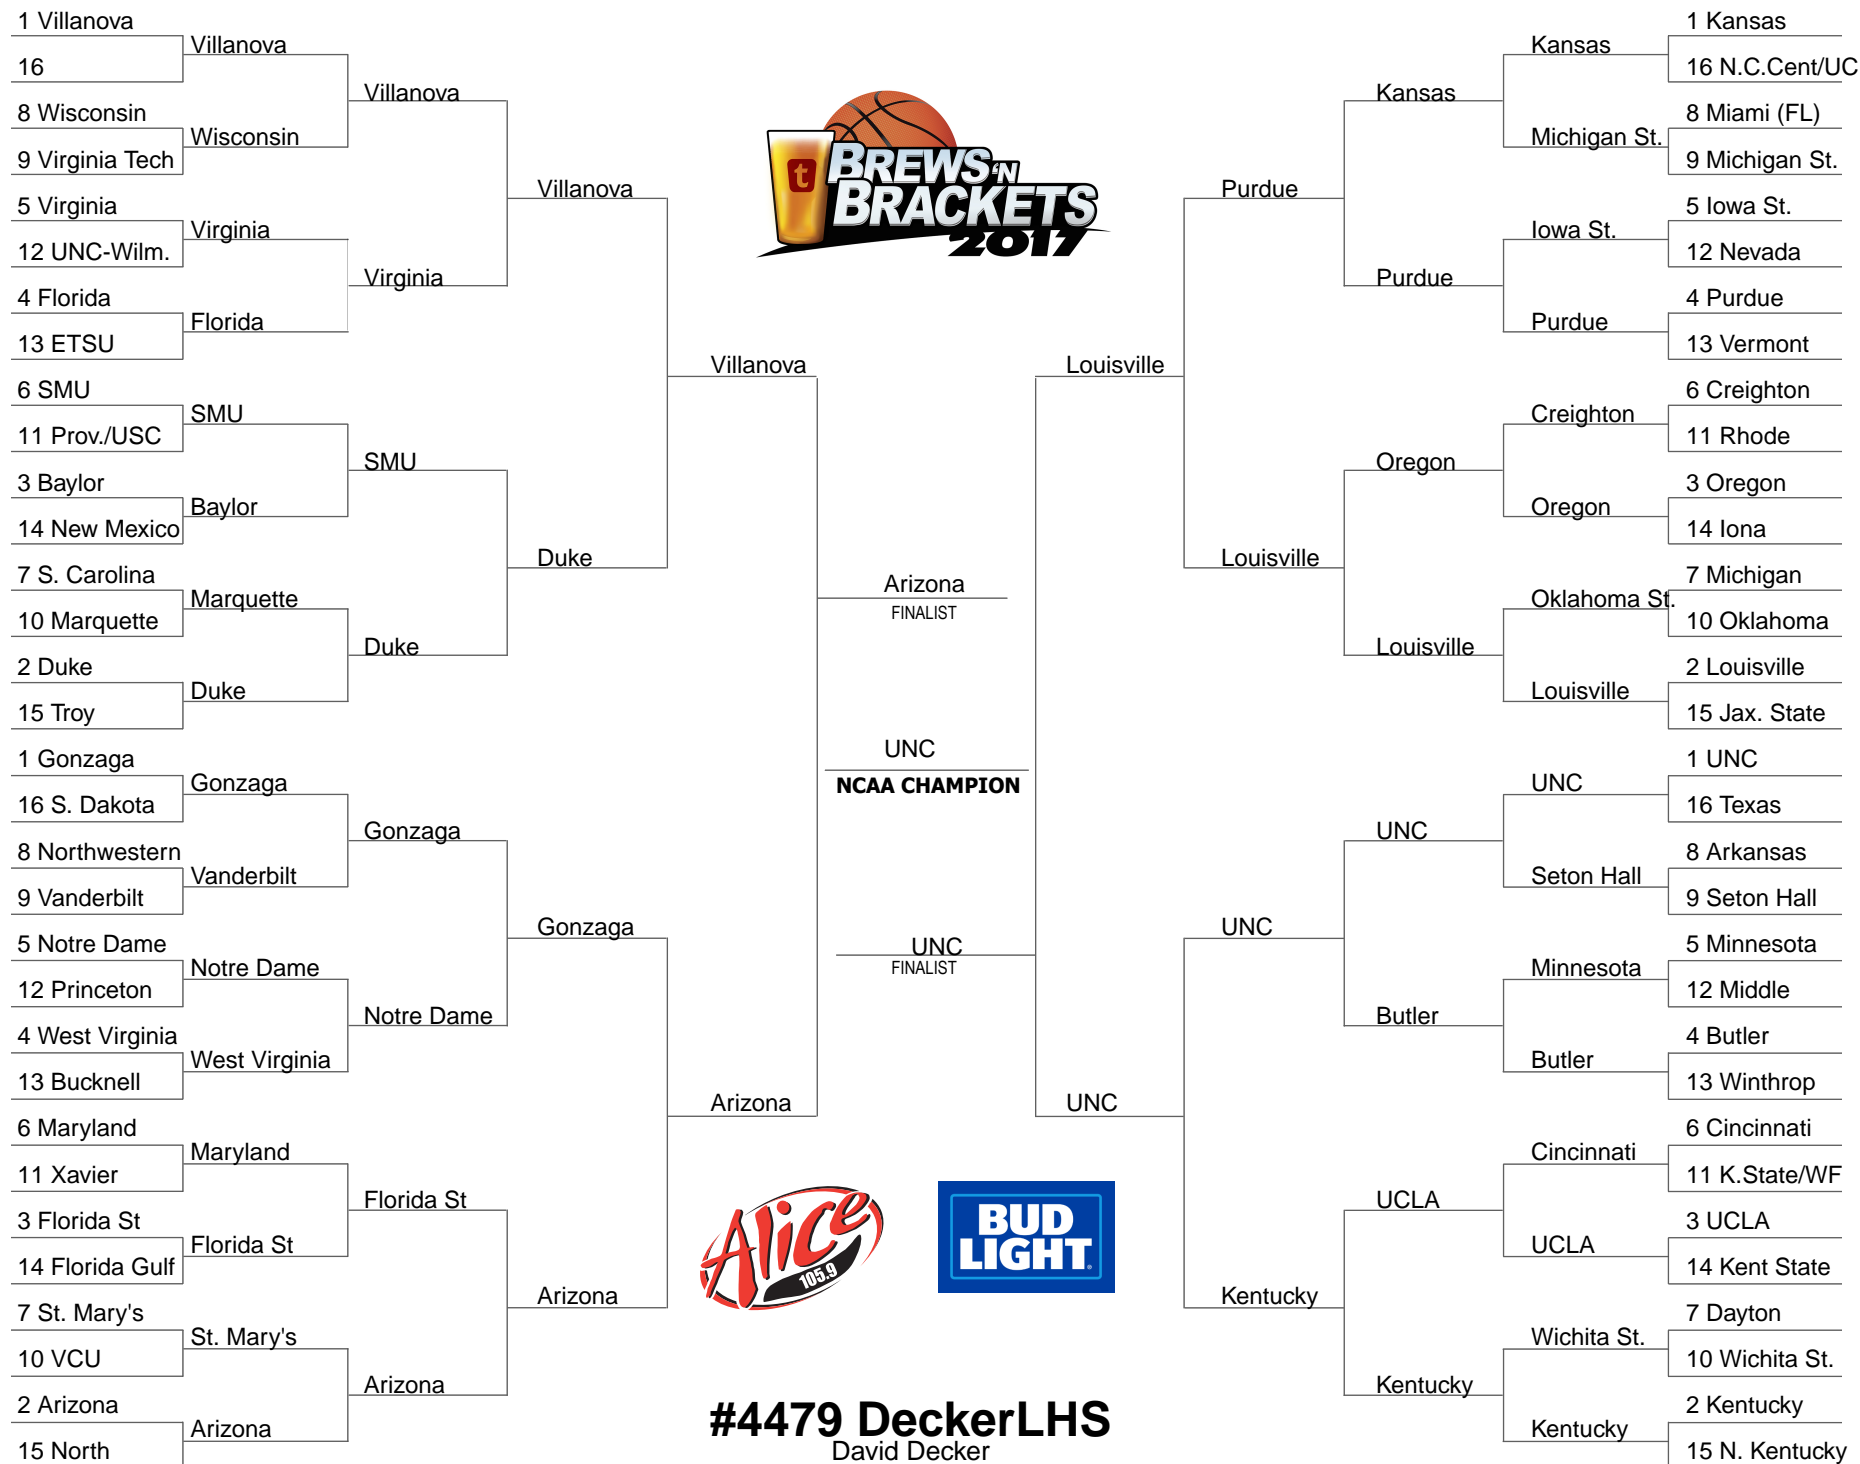 1 Villanova
16
8 Wisconsin
9 Virginia Tech
5 Virginia
12 UNC-Wilm.
4 Florida
13 ETSU
6 SMU
11 Prov./USC
3 Baylor
14 New Mexico
7 S. Carolina
10 Marquette
2 Duke
15 Troy
1 Gonzaga
16 S. Dakota
8 Northwestern
9 Vanderbilt
5 Notre Dame
12 Princeton
4 West Virginia
13 Bucknell
6 Maryland
11 Xavier
3 Florida St
14 Florida Gulf
7 St. Mary's
10 VCU
2 Arizona
15 North
Villanova
Wisconsin
Virginia
Florida
SMU
Baylor
Marquette
Duke
Gonzaga
Vanderbilt
Notre Dame
West Virginia
Maryland
Florida St
St. Mary's
Arizona
Villanova
Virginia
SMU
Duke
Gonzaga
Notre Dame
Florida St
Arizona
Villanova
Duke
Gonzaga
Arizona
Villanova
Arizona
t
BREWS 'N
BRACKETS
2017
Arizona
FINALIST
UNC
NCAA CHAMPION
UNC
FINALIST
Alice
105.9
BUD
LIGHT
#4479 DeckerLHS
David Decker
Louisville
UNC
Purdue
Louisville
UNC
Kentucky
Kansas
Purdue
Oregon
Louisville
UNC
Butler
UCLA
Kentucky
Kansas
Michigan St.
Iowa St.
Purdue
Creighton
Oregon
Oklahoma St.
Louisville
UNC
Seton Hall
Minnesota
Butler
Cincinnati
UCLA
Wichita St.
Kentucky
1 Kansas
16 N.C.Cent/UC
8 Miami (FL)
9 Michigan St.
5 Iowa St.
12 Nevada
4 Purdue
13 Vermont
6 Creighton
11 Rhode
3 Oregon
14 Iona
7 Michigan
10 Oklahoma
2 Louisville
15 Jax. State
1 UNC
16 Texas
8 Arkansas
9 Seton Hall
5 Minnesota
12 Middle
4 Butler
13 Winthrop
6 Cincinnati
11 K.State/WF
3 UCLA
14 Kent State
7 Dayton
10 Wichita St.
2 Kentucky
15 N. Kentucky